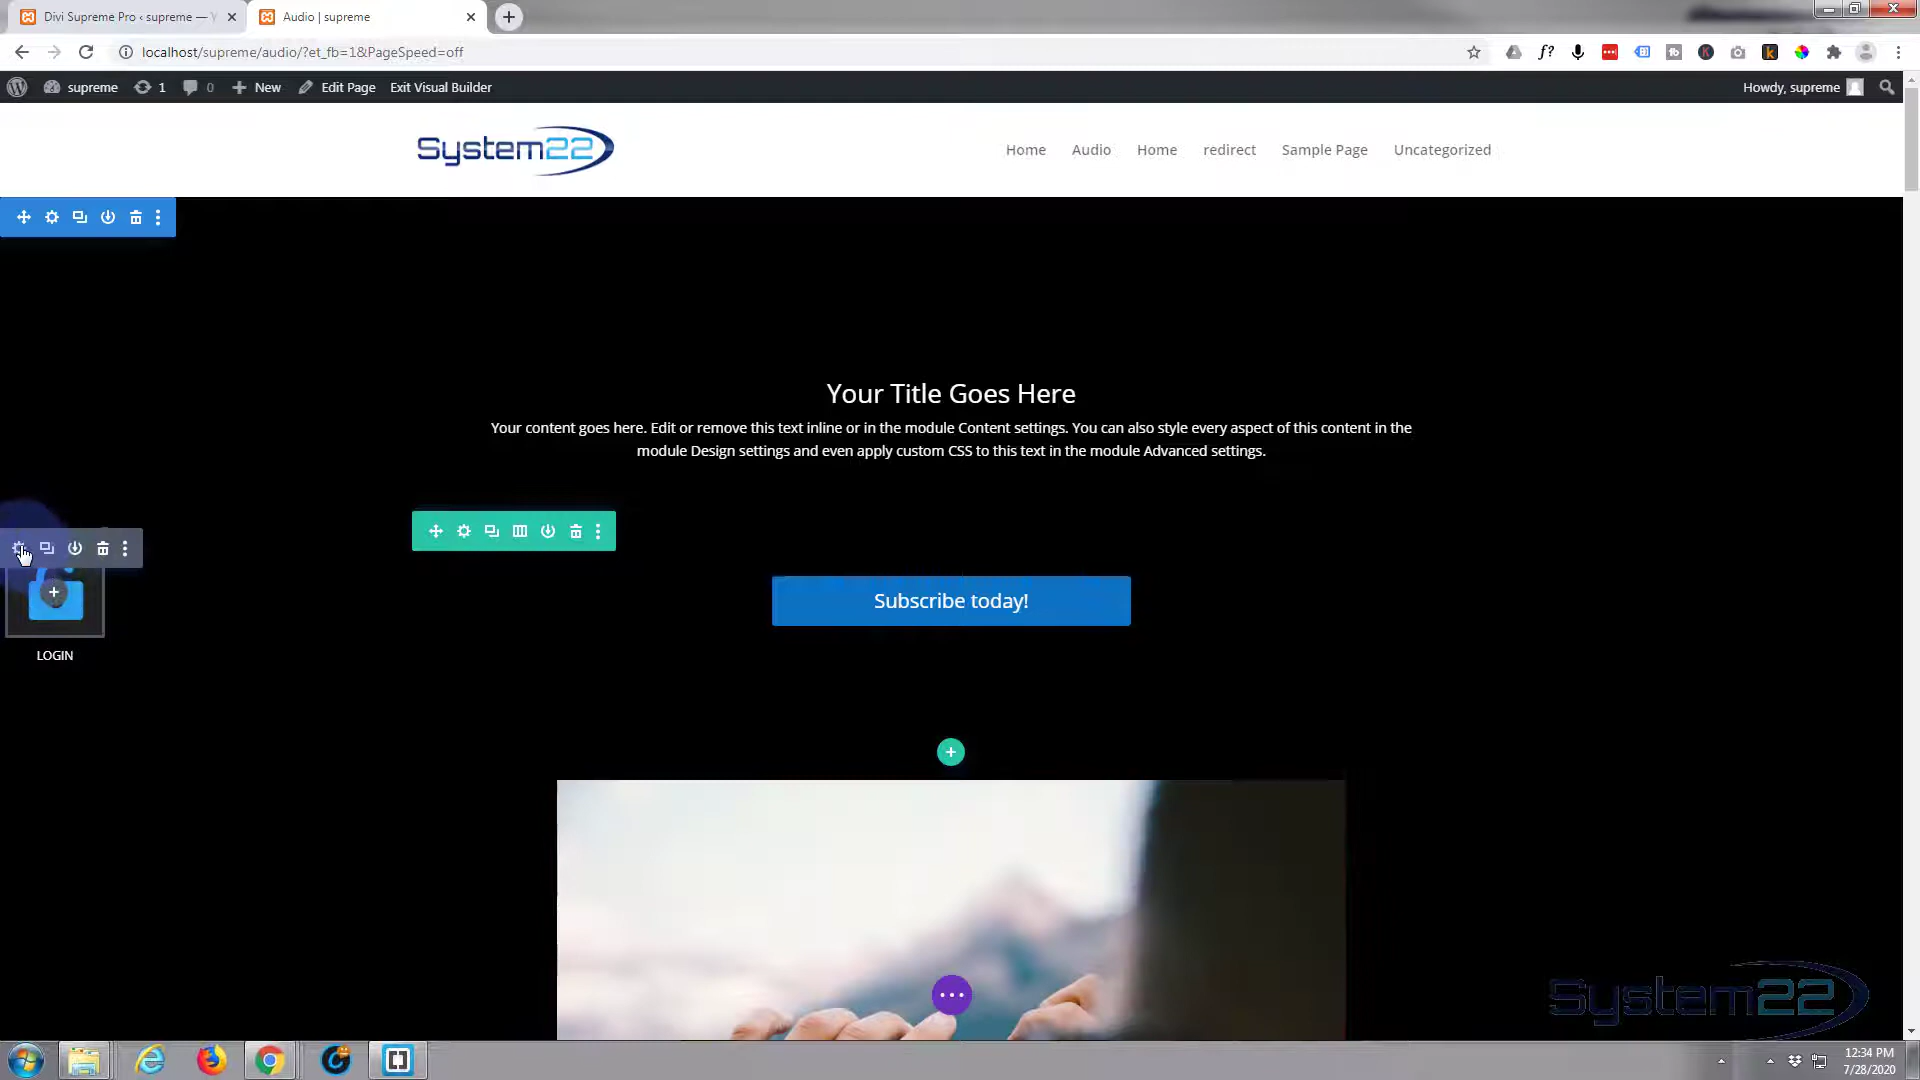 Divi Supreme Pro ‹ supreme —
Audio | supreme
localhost/supreme/audio/?et_fb=1&PageSpeed=off
supreme
1
0
New
Edit Page
Exit Visual Builder
Howdy, supreme
System22
Home
Audio
Home
redirect
Sample Page
Uncategorized
Your Title Goes Here
Your content goes here. Edit or remove this text inline or in the module Content settings. You can also style every aspect of this content in the
module Design settings and even apply custom CSS to this text in the module Advanced settings.
Subscribe today!
LOGIN
System22
12:34 PM
7/28/2020